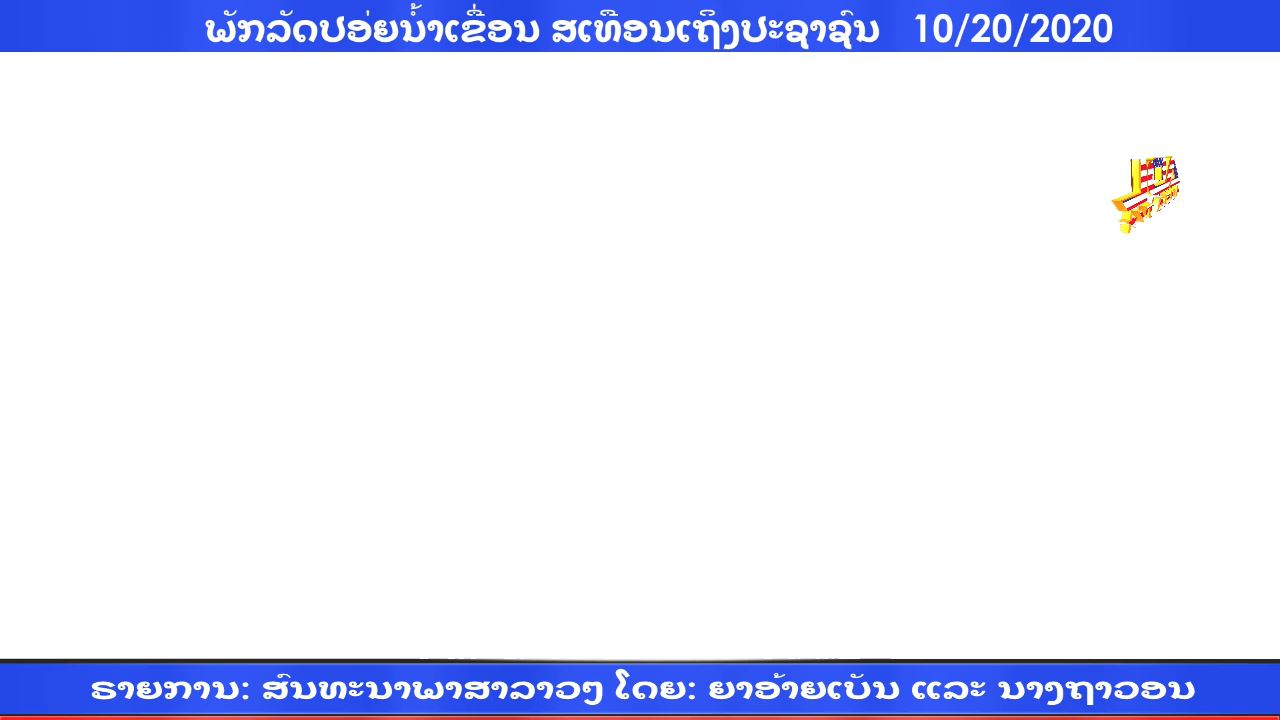 ພັກລັດປອ່ຍນ້ຳເຂື່ອນ ສເທືອນເຖິງປະຊາຊົນ 10/20/2020
ຣາຍການ: ສົນທະນາພາສາລາວໆ ໂດຍ: ຍາອ້າຍເບັນ ແລະ ນາງຖາວອນ